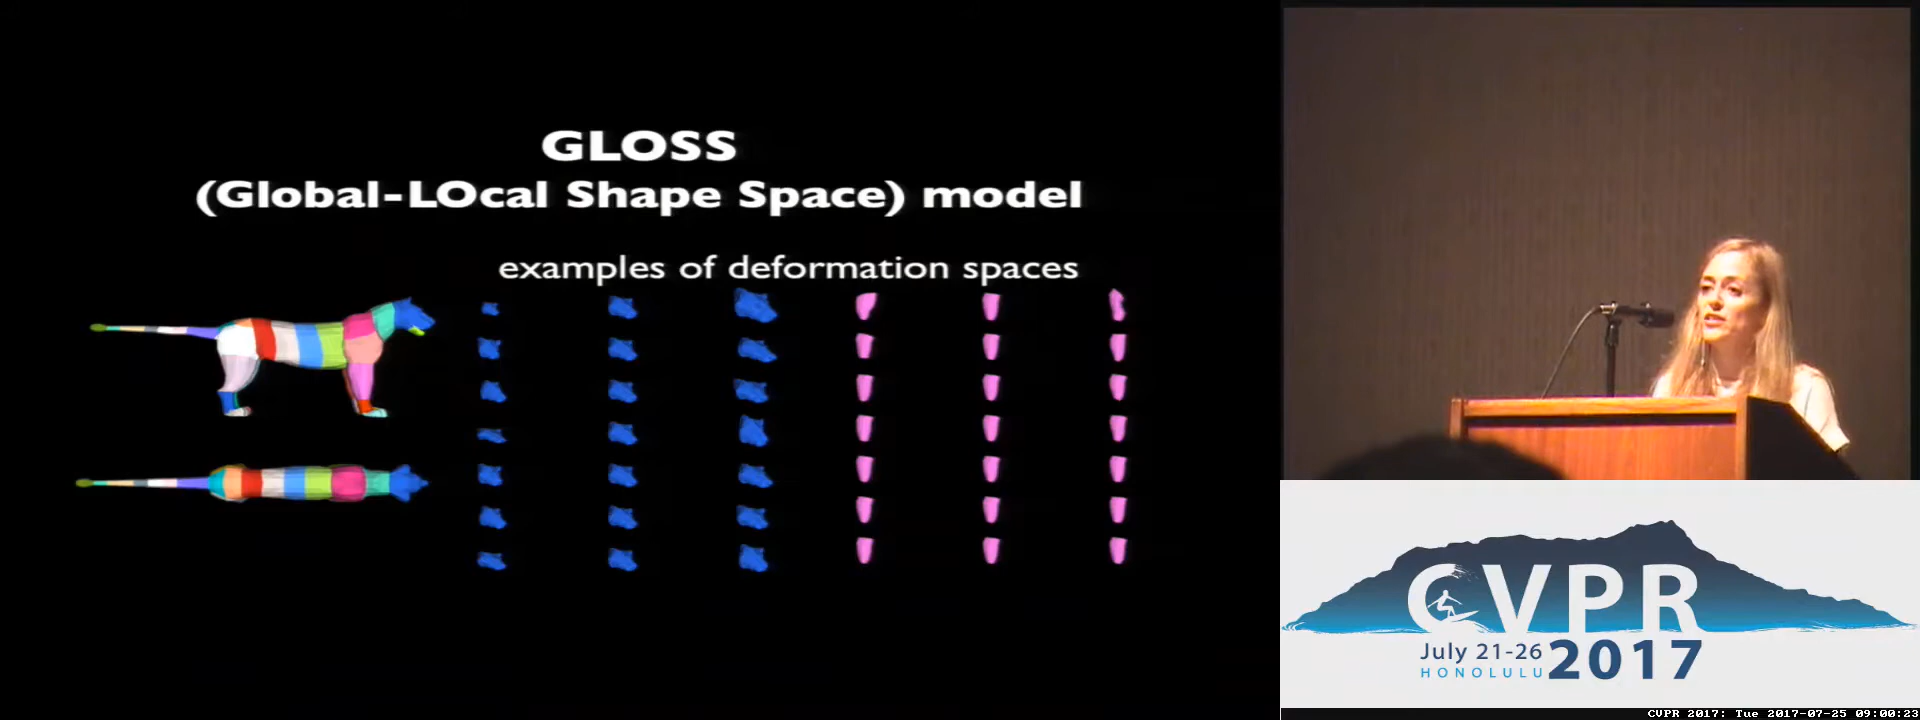 GLOSS
(Global-LOcal Shape Space) model
examples of deformation spaces
CVPR
July 21-26
HONOLULU
2017
CVPR 2017: Tue 2017-07-25 09:00:23